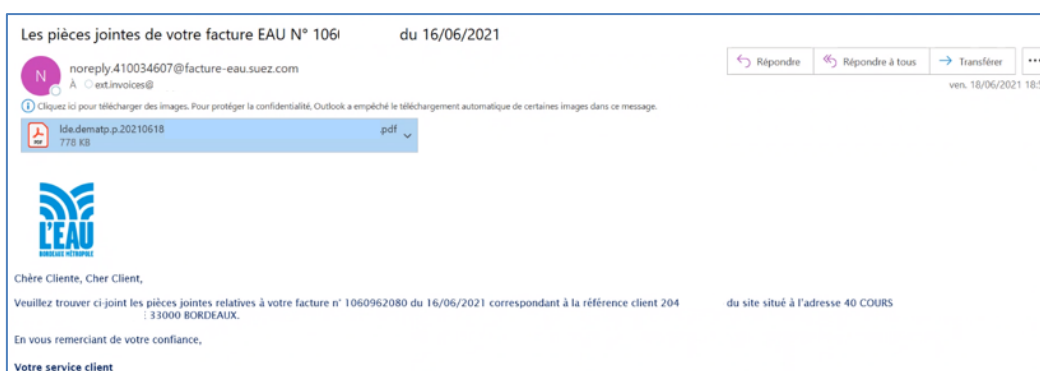 Les pièces jointes de votre facture EAU N° 106 du 16/06/2021
N
noreply.410034607@facture-eau.suez.com
À ext.invoices@
Répondre
Répondre à tous
Transférer
ven. 18/06/2021
Cliquez ici pour télécharger des images. Pour protéger la confidentialité, Outlook a empêché le téléchargement automatique de certaines images dans ce message.
lde.dematp.p.20210618 .pdf
PDF
778 KB
L'EAU
BORDEAUX MÉTROPOLE
Chère Cliente, Cher Client,
Veuillez trouver ci-joint les pièces jointes relatives à votre facture n° 1060962080 du 16/06/2021 correspondant à la référence client 204 du site situé à l'adresse 40 COURS
33000 BORDEAUX.
En vous remerciant de votre confiance,
Votre service client